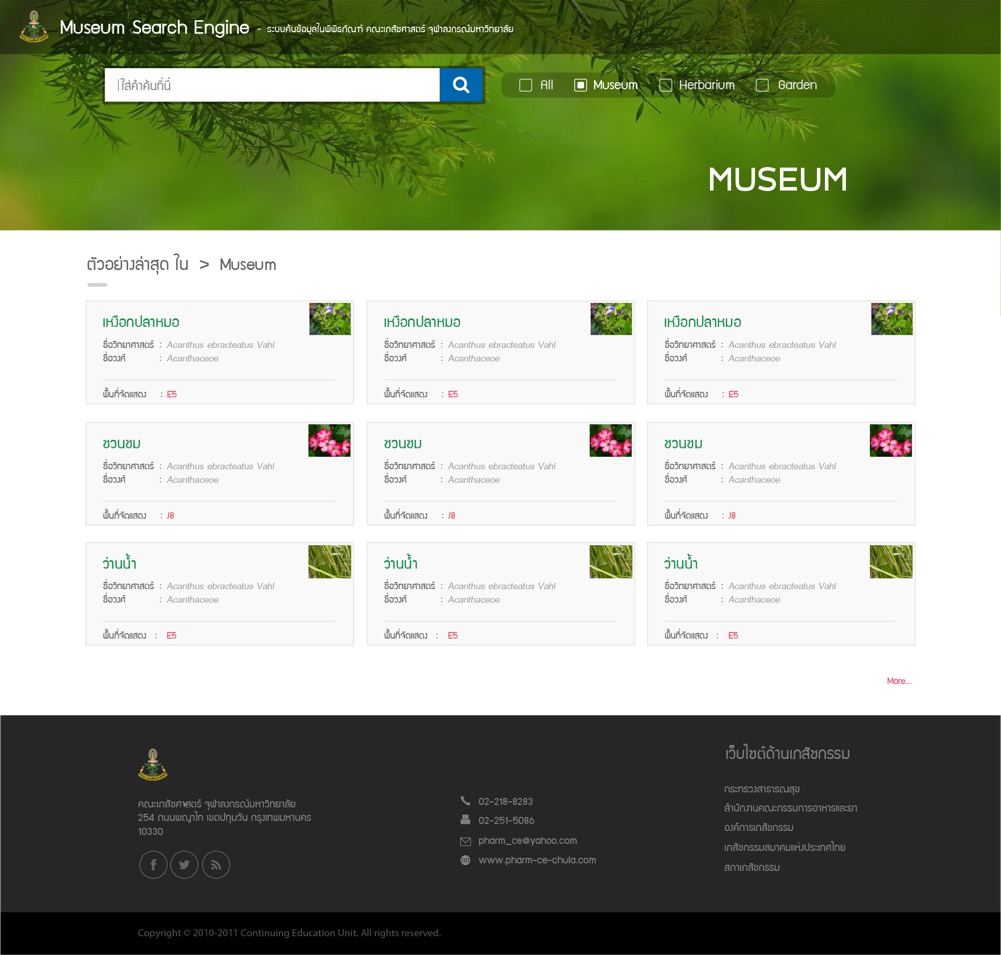 Museum Search Engine - ระบบค้นข้อมูลในพิพิธภัณฑ์ คณะเภสัชศาสตร์ จุฬาลงกรณ์มหาวิทยาลัย
ใส่คำค้นที่นี่ All Museum Herbarium Garden
MUSEUM
ตัวอย่างล่าสุด ใน > Museum
เหงือกปลาหมอ
ชื่อวิทยาศาสตร์ : Acanthus ebracteatus Vahl
ชื่อวงศ์ : Acanthaceoe
พื้นที่จัดแสดง : E5
เหงือกปลาหมอ
ชื่อวิทยาศาสตร์ : Acanthus ebracteatus Vahl
ชื่อวงศ์ : Acanthaceoe
พื้นที่จัดแสดง : E5
เหงือกปลาหมอ
ชื่อวิทยาศาสตร์ : Acanthus ebracteatus Vahl
ชื่อวงศ์ : Acanthaceoe
พื้นที่จัดแสดง : E5
ชวนชม
ชื่อวิทยาศาสตร์ : Acanthus ebracteatus Vahl
ชื่อวงศ์ : Acanthaceoe
พื้นที่จัดแสดง : J8
ชวนชม
ชื่อวิทยาศาสตร์ : Acanthus ebracteatus Vahl
ชื่อวงศ์ : Acanthaceoe
พื้นที่จัดแสดง : J8
ชวนชม
ชื่อวิทยาศาสตร์ : Acanthus ebracteatus Vahl
ชื่อวงศ์ : Acanthaceoe
พื้นที่จัดแสดง : J8
ว่านน้ำ
ชื่อวิทยาศาสตร์ : Acanthus ebracteatus Vahl
ชื่อวงศ์ : Acanthaceoe
พื้นที่จัดแสดง : E5
ว่านน้ำ
ชื่อวิทยาศาสตร์ : Acanthus ebracteatus Vahl
ชื่อวงศ์ : Acanthaceoe
พื้นที่จัดแสดง : E5
ว่านน้ำ
ชื่อวิทยาศาสตร์ : Acanthus ebracteatus Vahl
ชื่อวงศ์ : Acanthaceoe
พื้นที่จัดแสดง : E5
More...
คณะเภสัชศาสตร์ จุฬาลงกรณ์มหาวิทยาลัย
254 ถนนพญาไท เขตปทุมวัน กรุงเทพมหานคร
10330
02-218-8283
02-251-5086
pharm_ce@yahoo.com
www.pharm-ce-chula.com
เว็บไซต์ด้านเภสัชกรรม
กระทรวงสาธารณสุข
สำนักงานคณะกรรมการอาหารและยา
องค์การเภสัชกรรม
เภสัชกรรมสมาคมแห่งประเทศไทย
สภาเภสัชกรรม
Copyright © 2010-2011 Continuing Education Unit. All rights reserved.